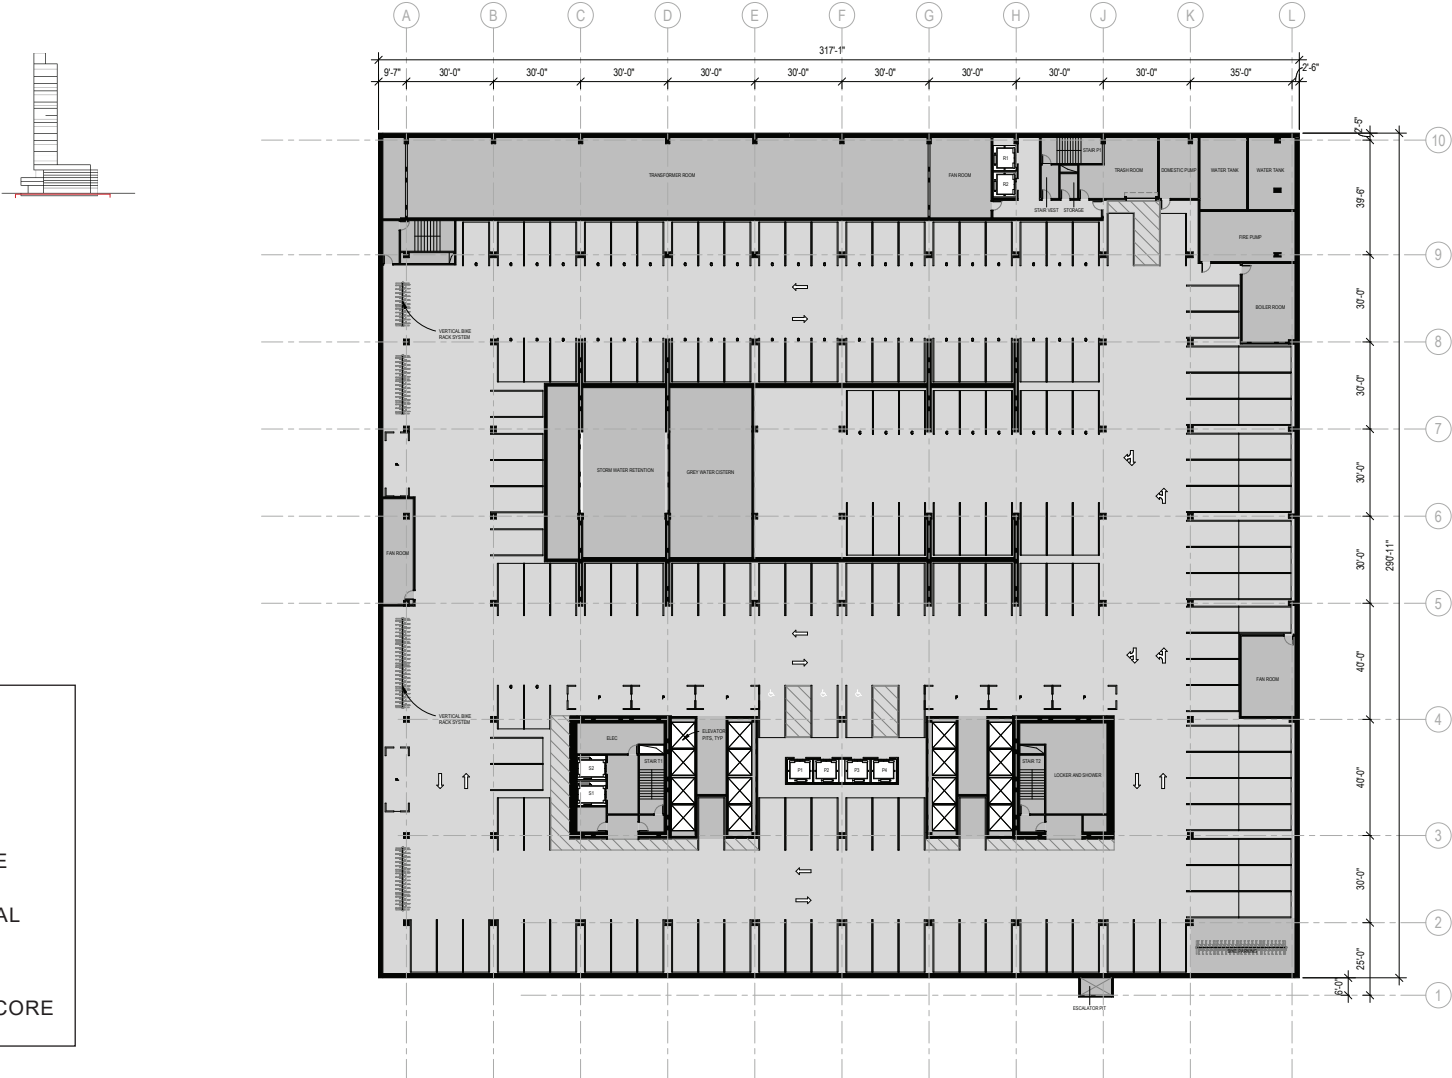 A B C D E F G H J K L
317'-1"
9'-7" 30'-0" 30'-0" 30'-0" 30'-0" 30'-0" 30'-0" 30'-0" 30'-0" 30'-0" 35'-0" 2'-6"
2'-5"
10
R1
STAIR P1
TRANSFORMER ROOM
FAN ROOM
TRASH ROOM
DOMESTIC PUMP
WATER TANK
WATER TANK
R2
STAIR VEST
STORAGE
39'-6"
FIRE PUMP
9
30'-0"
BOILER ROOM
VERTICAL BIKE
RACK SYSTEM
8
30'-0"
7
STORM WATER RETENTION
GREY WATER CISTERN
30'-0"
6
FAN ROOM
30'-0"
290'-11"
5
40'-0"
FAN ROOM
VERTICAL BIKE
RACK SYSTEM
4
ELEC
ELEVATOR
PITS, TYP
STAIR T1
STAIR T2
S2
P1 P2 P3 P4
LOCKER AND SHOWER
40'-0"
S1
3
E
30'-0"
AL
2
25'-0"
6'-0"
1
CORE
ESCALATOR PIT